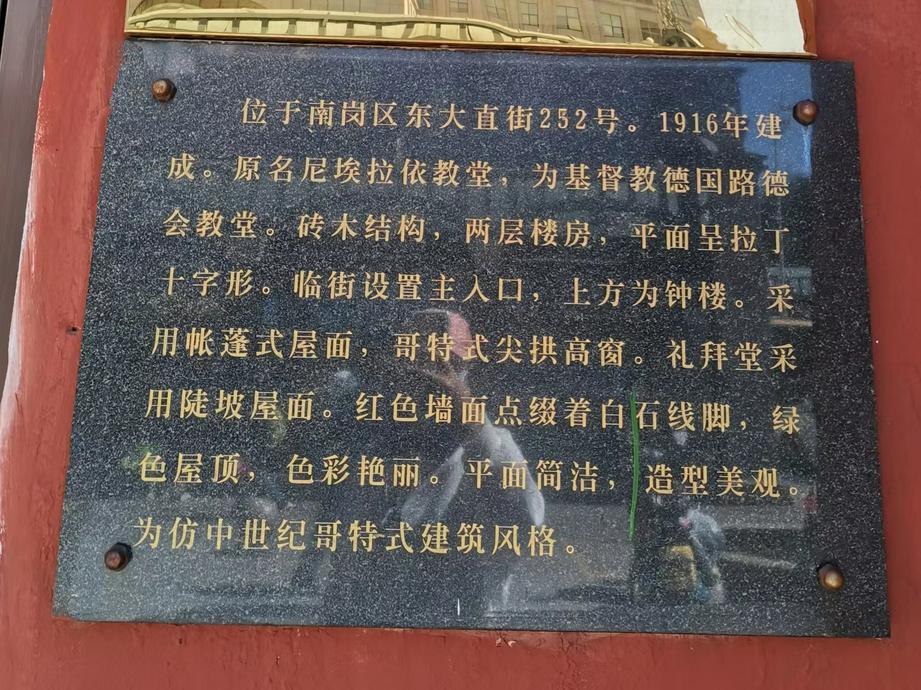 位于南岗区东大直街252号。1916年建
成。原名尼埃拉依教堂，为基督教德国路德
会教堂。砖木结构，两层楼房，平面呈拉丁
十字形。临街设置主入口，上方为钟楼。采
用帐蓬式屋面，哥特式尖拱高窗。礼拜堂采
用陡坡屋面。红色墙面点缀着白石线脚，绿
色屋顶，色彩艳丽。平面简洁，造型美观。
为仿中世纪哥特式建筑风格。